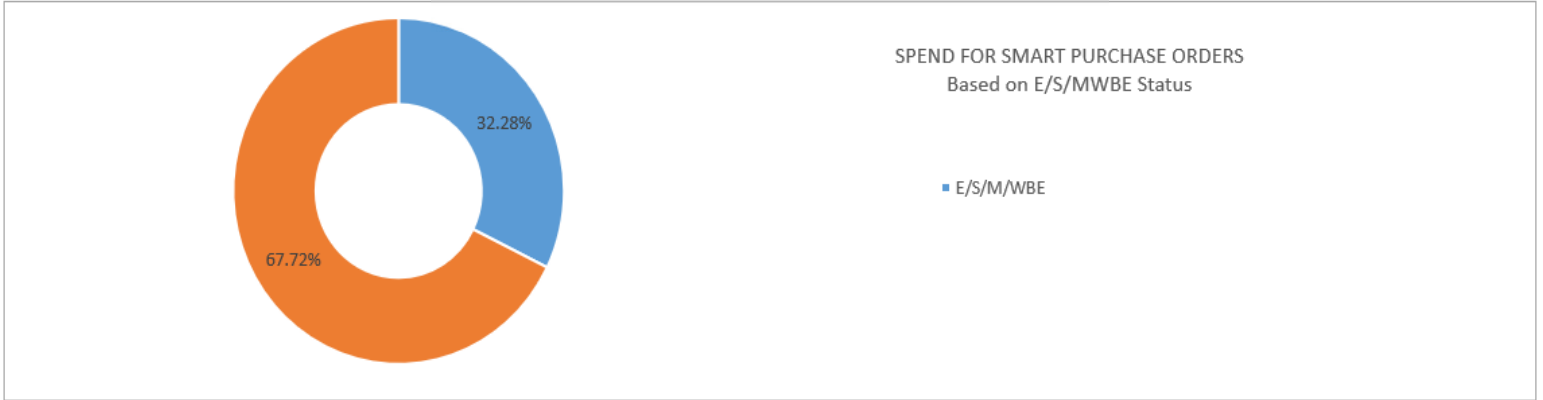 SPEND FOR SMART PURCHASE ORDERS
Based on E/S/MWBE Status
32.28%
E/S/M/WBE
67.72%